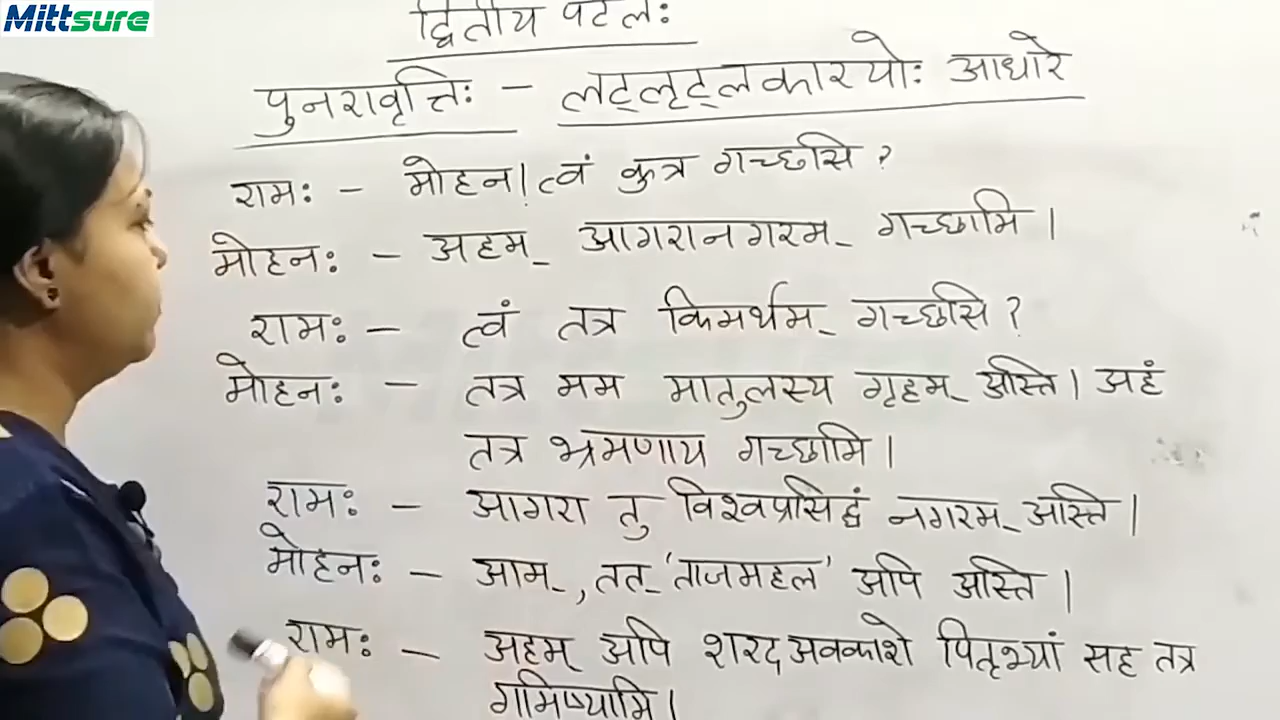 Mittsure
द्वितीय पटलः
पुनरावृत्तिः - लट्लृट्लकारयोः आधारे
रामः - मोहन! त्वं कुत्र गच्छसि ?
मोहनः - अहम् आगरानगरम् गच्छामि ।
रामः - त्वं तत्र किमर्थम् गच्छसि ?
मोहनः - तत्र मम मातुलस्य गृहम् अस्ति । अहं
तत्र भ्रमणाय गच्छामि ।
रामः - आगरा तु विश्वप्रसिद्धं नगरम् अस्ति ।
मोहनः - आम् , तत् 'ताजमहल' अपि अस्ति ।
रामः - अहम् अपि शरदअवकाशे पितृभ्यां सह तत्र
गमिष्यामि ।